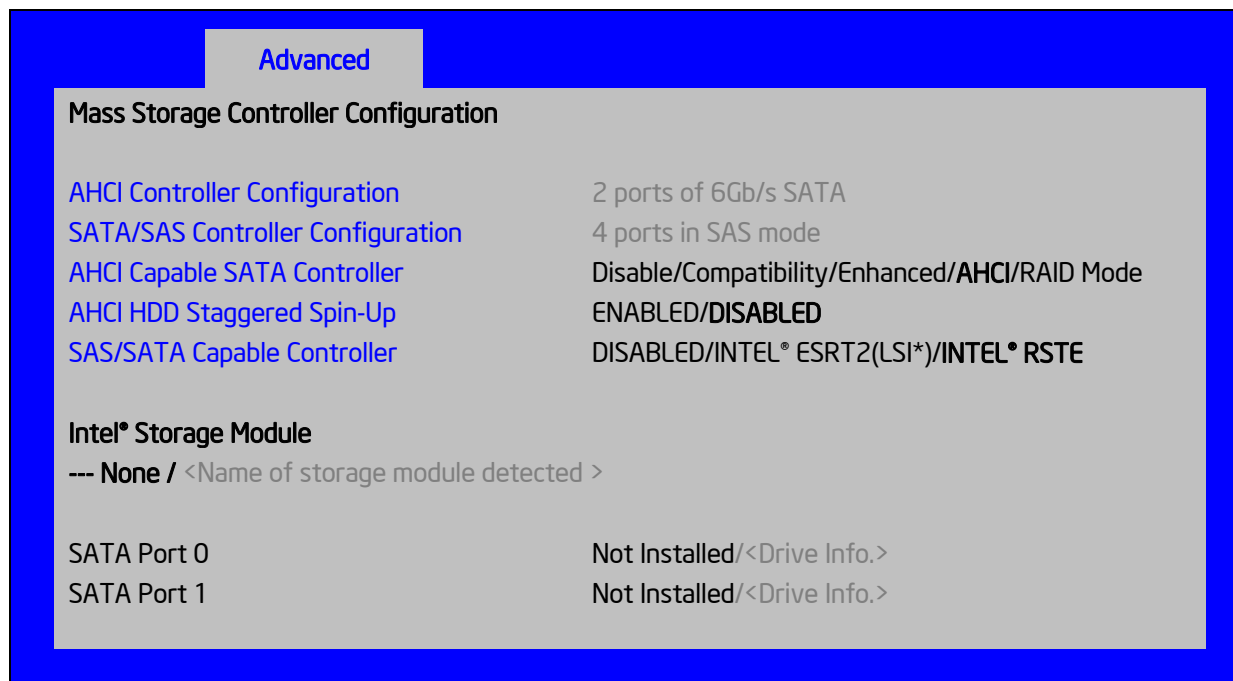 Advanced
Mass Storage Controller Configuration
AHCI Controller Configuration 2 ports of 6Gb/s SATA
SATA/SAS Controller Configuration 4 ports in SAS mode
AHCI Capable SATA Controller Disable/Compatibility/Enhanced/AHCI/RAID Mode
AHCI HDD Staggered Spin-Up ENABLED/DISABLED
SAS/SATA Capable Controller DISABLED/INTEL® ESRT2(LSI*)/INTEL® RSTE
Intel® Storage Module
--- None / <Name of storage module detected >
SATA Port 0 Not Installed/<Drive Info.>
SATA Port 1 Not Installed/<Drive Info.>